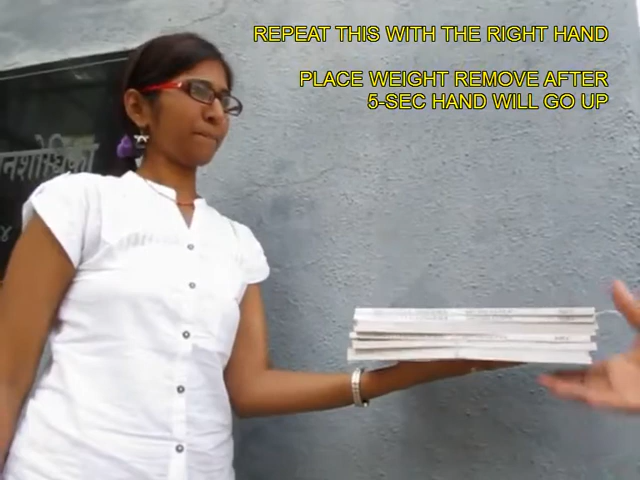 REPEAT THIS WITH THE RIGHT HAND
PLACE WEIGHT REMOVE AFTER
5-SEC HAND WILL GO UP